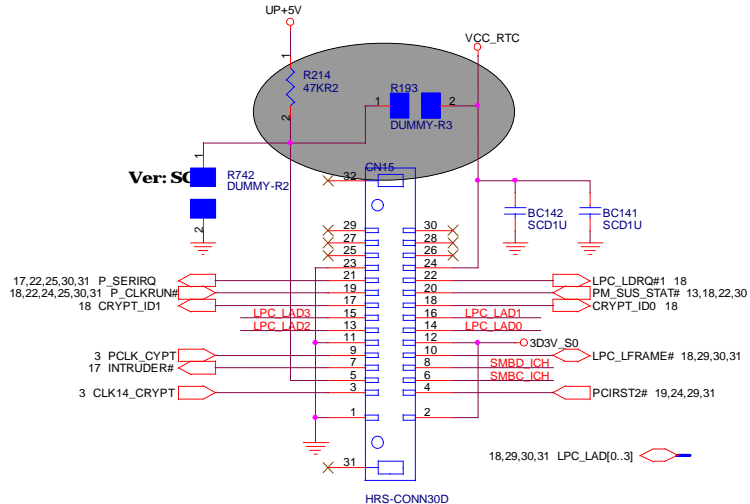 UP+5V
VCC_RTC
1
R214
47KR2
2
R193
1
2
DUMMY-R3
1
Ver: SC
R742
DUMMY-R2
2
CN15
32
BC142
SCD1U
BC141
SCD1U
29
30
27
28
25
26
23
24
17,22,25,30,31 P_SERIRQ
21
22
LPC_LDRQ#1 18
18,22,24,25,30,31 P_CLKRUN#
19
20
PM_SUS_STAT# 13,18,22,30
18 CRYPT_ID1
17
18
CRYPT_ID0 18
LPC_LAD3
15
16
LPC_LAD1
LPC_LAD2
13
14
LPC_LAD0
11
12
3D3V_S0
3 PCLK_CYPT
9
10
LPC_LFRAME# 18,29,30,31
17 INTRUDER#
7
8
SMBD_ICH
5
6
SMBC_ICH
3 CLK14_CRYPT
3
4
PCIRST2# 19,24,29,31
1
2
31
18,29,30,31 LPC_LAD[0..3]
HRS-CONN30D